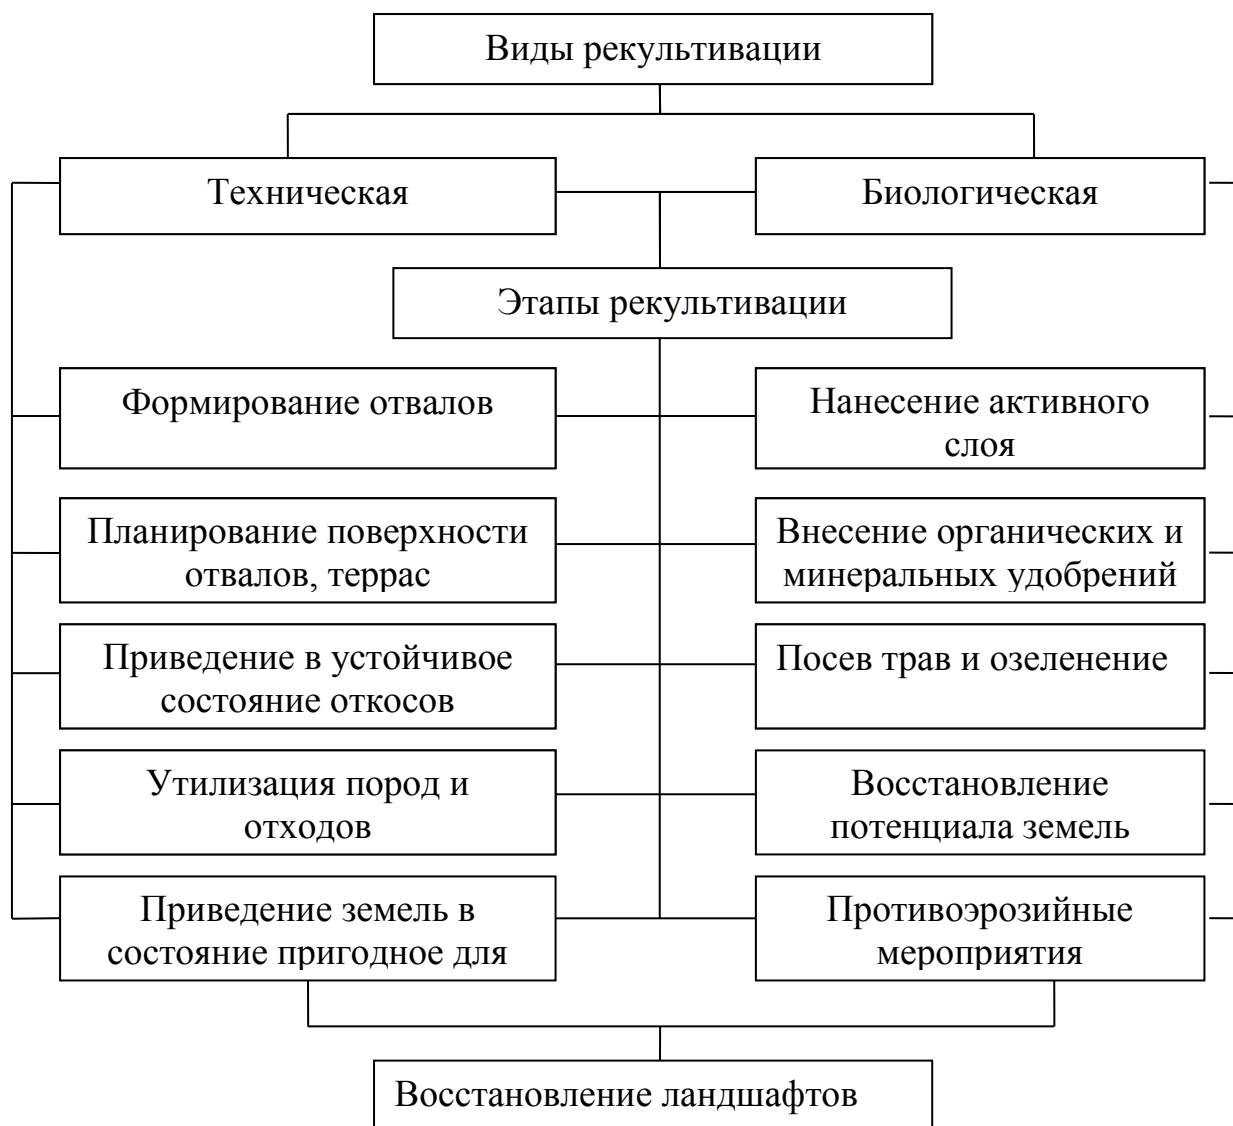 Виды рекультивации
Техническая
Биологическая
Этапы рекультивации
Формирование отвалов
Нанесение активного
слоя
Планирование поверхности
отвалов, террас
Внесение органических и
минеральных удобрений
Приведение в устойчивое
состояние откосов
Посев трав и озеленение
Утилизация пород и
отходов
Восстановление
потенциала земель
Приведение земель в
состояние пригодное для
Противоэрозийные
мероприятия
Восстановление ландшафтов